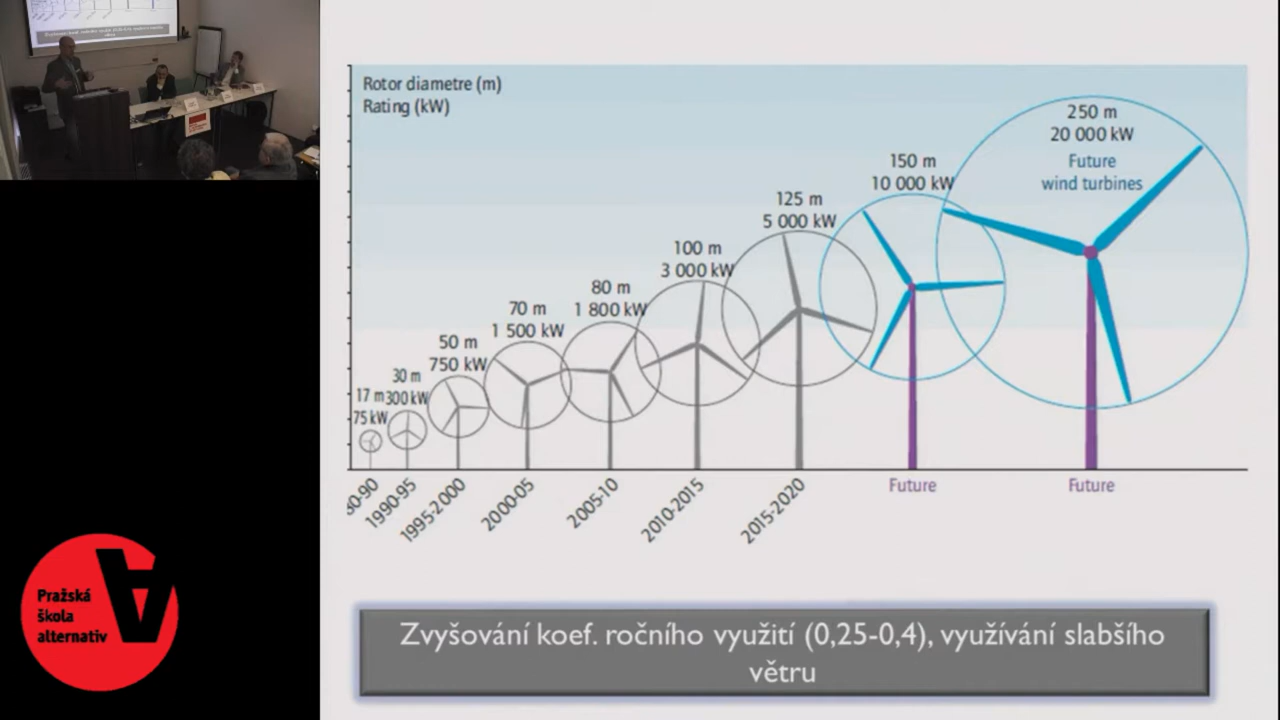 Rotor diametre (m)
Rating (kW)
17 m
75 kW
30 m
300 kW
50 m
750 kW
70 m
1 500 kW
80 m
1 800 kW
100 m
3 000 kW
125 m
5 000 kW
150 m
10 000 kW
250 m
20 000 kW
Future
wind turbines
80-90
1990-95
1995-2000
2000-05
2005-10
2010-2015
2015-2020
Future
Future
Pražská
škola
alternativ
A
Zvyšování koef. ročního využití (0,25-0,4), využívání slabšího
větru